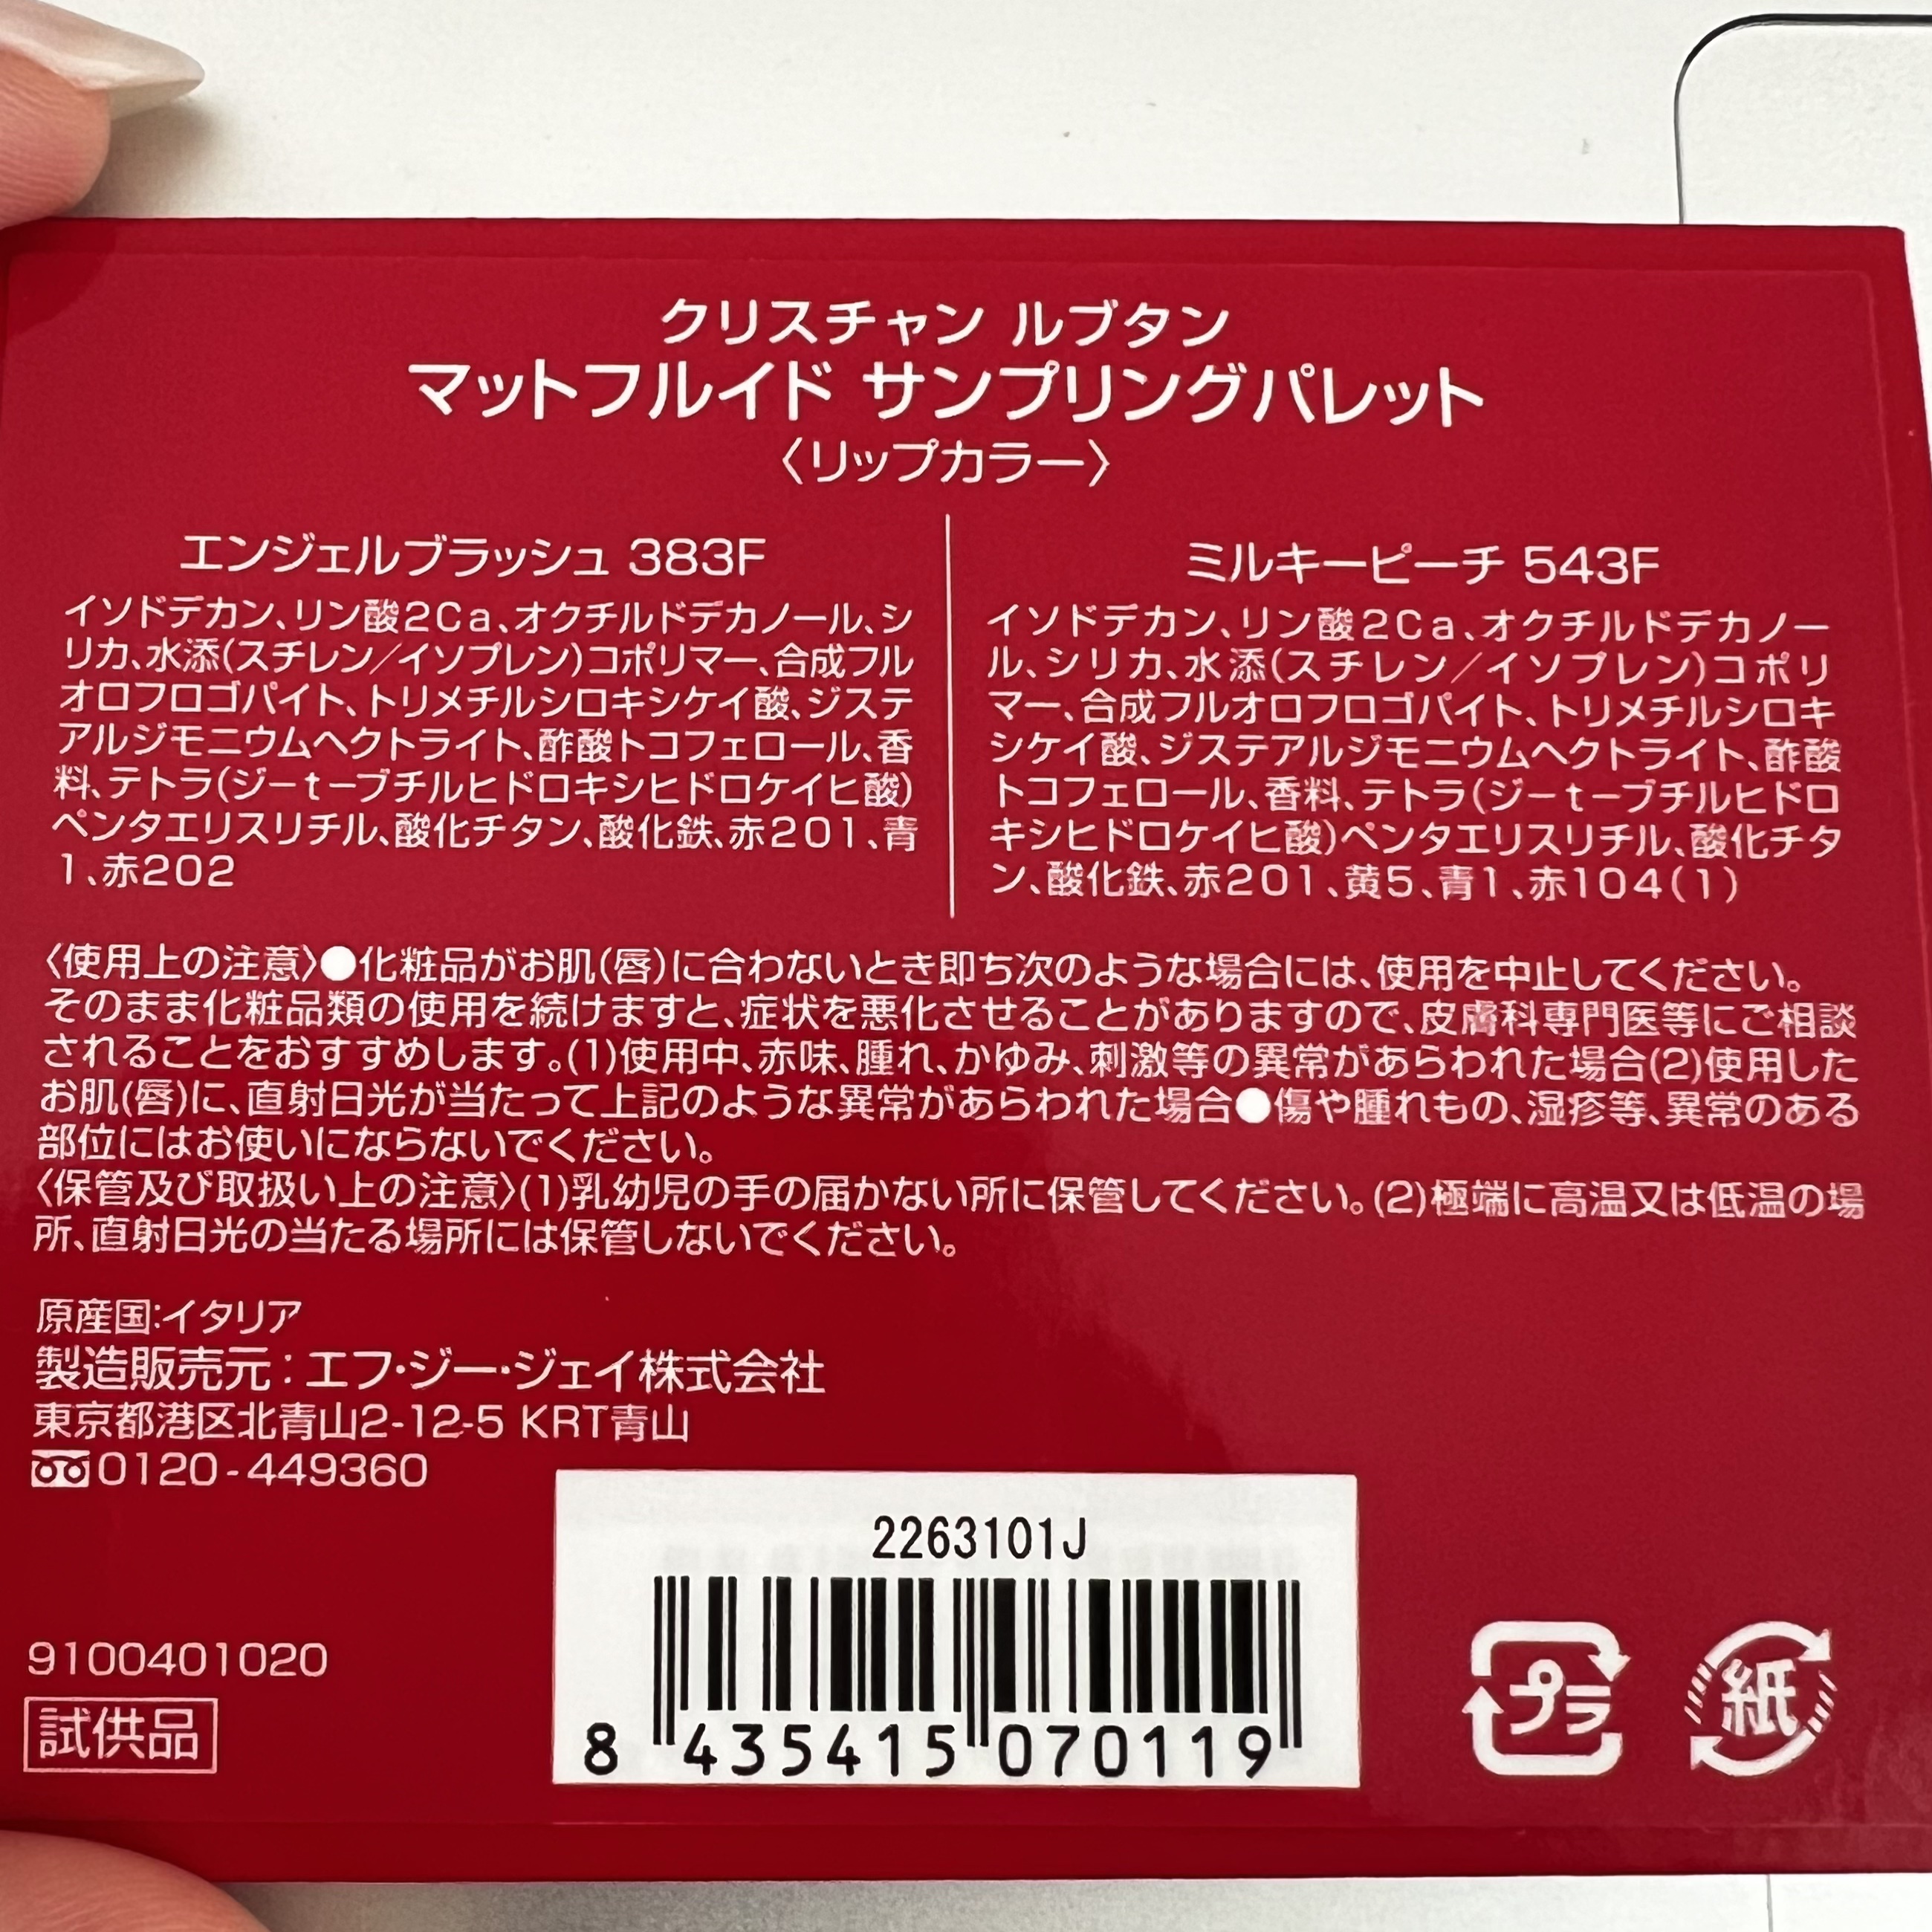 クリスチャン ルブタン
マットフルイド サンプリングパレット
〈リップカラー〉
エンジェルブラッシュ 383F
イソドデカン、リン酸2Ca、オクチルドデカノール、シ
リカ、水添(スチレン／イソプレン)コポリマー、合成フル
オロフロゴパイト、トリメチルシロキシケイ酸、ジステ
アルジモニウムヘクトライト、酢酸トコフェロール、香
料、テトラ(ジーtーブチルヒドロキシヒドロケイヒ酸)
ペンタエリスリチル、酸化チタン、酸化鉄、赤201、青
1、赤202
ミルキーピーチ 543F
イソドデカン、リン酸2Ca、オクチルドデカノー
ル、シリカ、水添(スチレン／イソプレン)コポリ
マー、合成フルオロフロゴパイト、トリメチルシロキ
シケイ酸、ジステアルジモニウムヘクトライト、酢酸
トコフェロール、香料、テトラ(ジーtーブチルヒドロ
キシヒドロケイヒ酸)ペンタエリスリチル、酸化チタ
ン、酸化鉄、赤201、黄5、青1、赤104(1)
〈使用上の注意〉●化粧品がお肌(唇)に合わないとき即ち次のような場合には、使用を中止してください。
そのまま化粧品類の使用を続けますと、症状を悪化させることがありますので、皮膚科専門医等にご相談
されることをおすすめします。(1)使用中、赤味、腫れ、かゆみ、刺激等の異常があらわれた場合(2)使用した
お肌(唇)に、直射日光が当たって上記のような異常があらわれた場合●傷や腫れもの、湿疹等、異常のある
部位にはお使いにならないでください。
〈保管及び取扱い上の注意〉(1)乳幼児の手の届かない所に保管してください。(2)極端に高温又は低温の場
所、直射日光の当たる場所には保管しないでください。
原産国:イタリア
製造販売元：エフ・ジー・ジェイ株式会社
東京都港区北青山2-12-5 KRT青山
0120-449360
2263101J
8 435415 070119
9100401020
試供品
プラ
紙